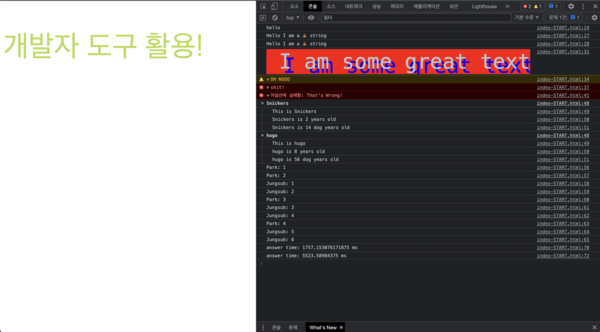 개발자 도구 활용!
요소 콘솔 소스 네트워크 성능 메모리 애플리케이션 보안 Lighthouse » 2 1 1
top ▼ 필터 기본 수준 ▼ 문제 1건: 1
hello index-START.html:24
Hello I am a 💩 string index-START.html:27
Hello I am a 💩 string index-START.html:28
I am some great text index-START.html:31
OH NOOO index-START.html:34
shit! index-START.html:37
어설션에 실패함: That's Wrong! index-START.html:41
Snickers index-START.html:48
This is Snickers index-START.html:49
Snickers is 2 years old index-START.html:50
Snickers is 14 dog years old index-START.html:51
hugo index-START.html:48
This is hugo index-START.html:49
hugo is 8 years old index-START.html:50
hugo is 56 dog years old index-START.html:51
Park: 1 index-START.html:56
Park: 2 index-START.html:57
Jungsub: 1 index-START.html:58
Jungsub: 2 index-START.html:59
Park: 3 index-START.html:60
Jungsub: 3 index-START.html:61
Jungsub: 4 index-START.html:62
Park: 4 index-START.html:63
Jungsub: 5 index-START.html:64
Jungsub: 6 index-START.html:65
answer time: 1757.153076171875 ms index-START.html:70
answer time: 5523.50984375 ms index-START.html:72
콘솔 문제 What's New ×